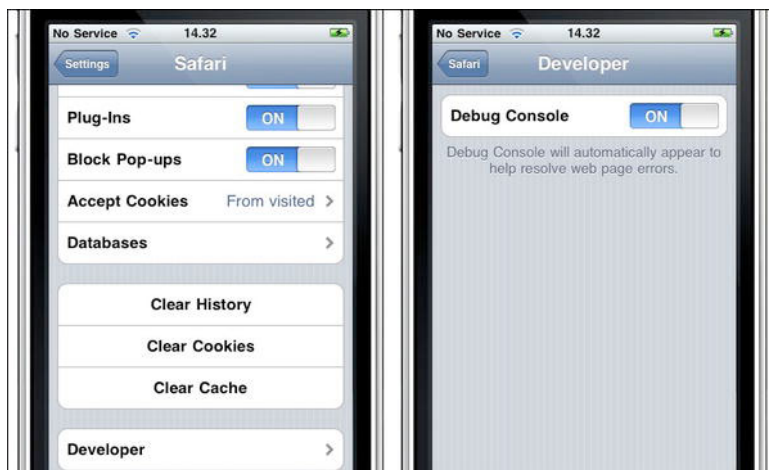 No Service 14.32
Settings Safari
Plug-Ins ON
Block Pop-ups ON
Accept Cookies From visited
Databases
Clear History
Clear Cookies
Clear Cache
Developer
No Service 14.32
Safari Developer
Debug Console ON
Debug Console will automatically appear to
help resolve web page errors.